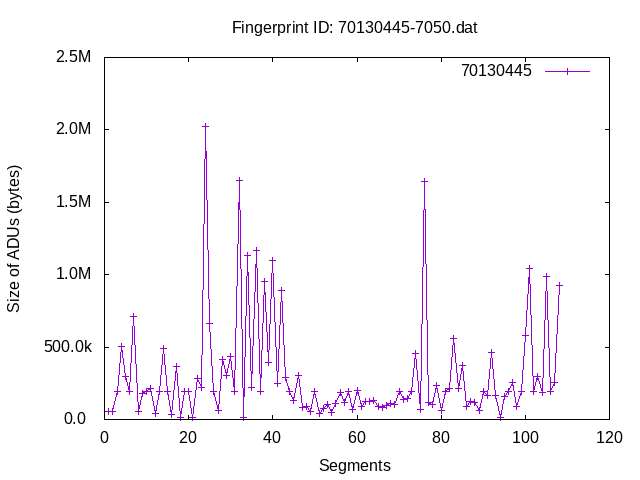 Fingerprint ID: 70130445-7050.dat
70130445
2.5M
2.0M
1.5M
1.0M
500.0k
0.0
Size of ADUs (bytes)
0 20 40 60 80 100 120
Segments